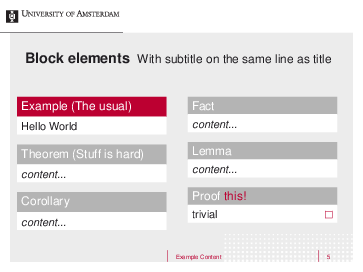 University of Amsterdam
Block elements With subtitle on the same line as title
Example (The usual)
Hello World
Theorem (Stuff is hard)
content...
Corollary
content...
Fact
content...
Lemma
content...
Proof this!
trivial
Example Content
5